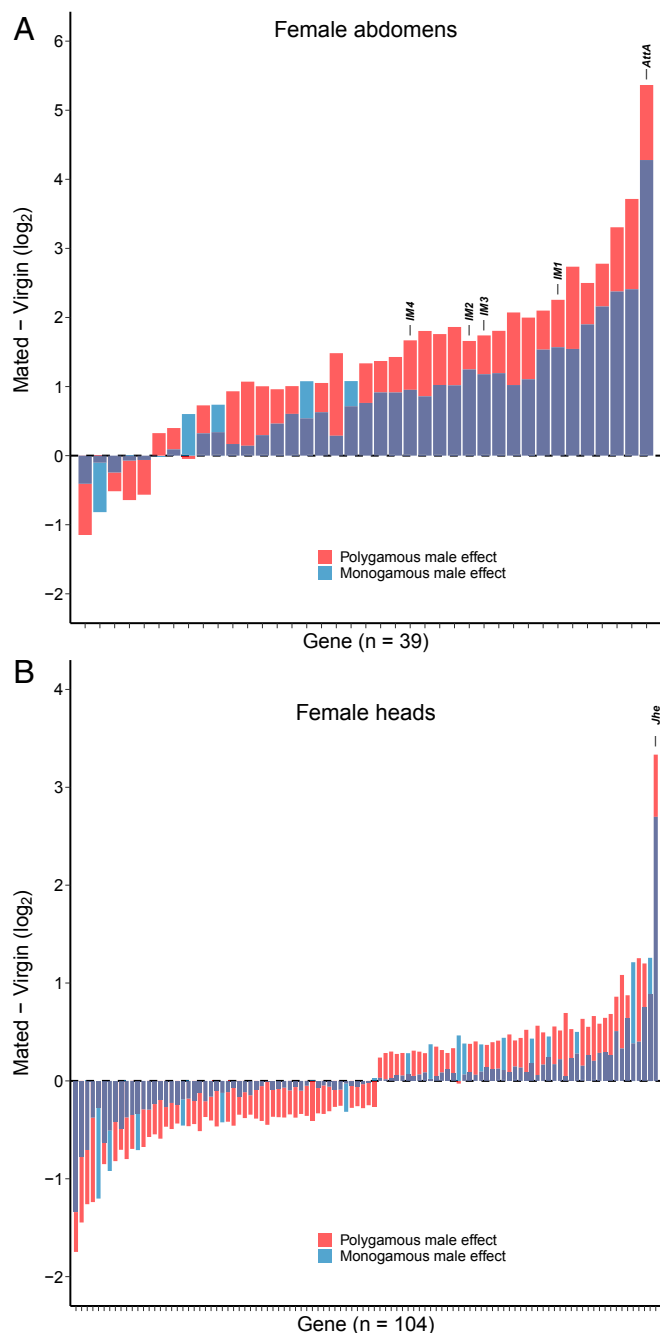 A
Female abdomens
6
5
4
3
2
1
0
−1
−2
Mated − Virgin (log2)
AttA
IM1
IM2
IM3
IM4
Polygamous male effect
Monogamous male effect
Gene (n = 39)
B
Female heads
4
3
2
1
0
−1
−2
Mated − Virgin (log2)
Jhe
Polygamous male effect
Monogamous male effect
Gene (n = 104)